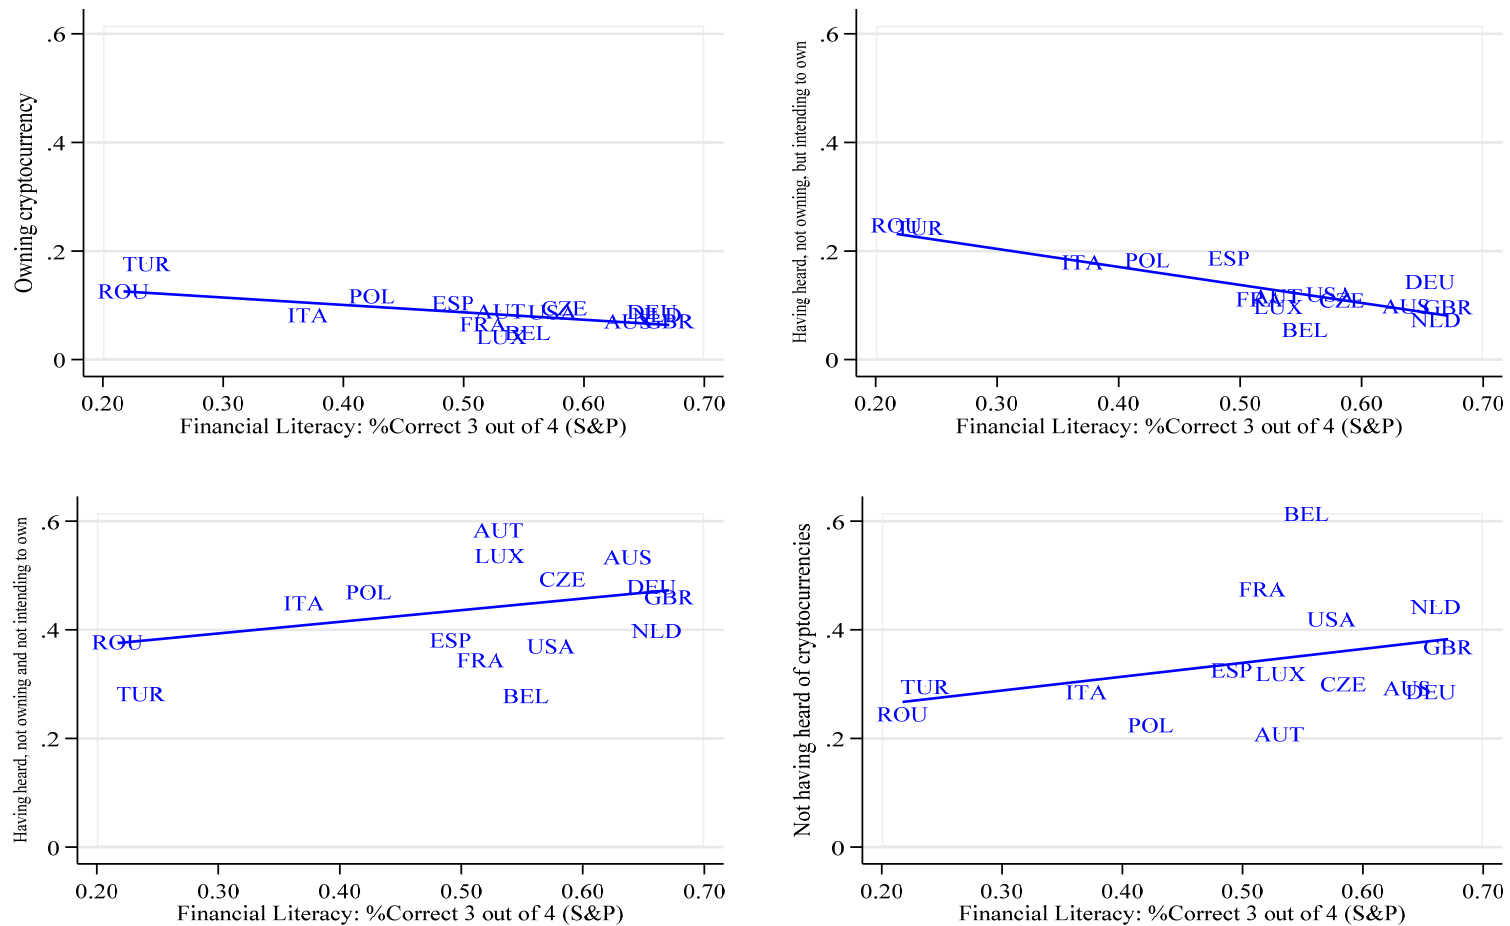 Owning cryptocurrency
.6
.4
.2
0
TUR
ROU
ITA
POL
ESP
FRA
AUT
LUX
BEL
USA
CZE
AUS
DEU
NLD
GBR
0.20 0.30 0.40 0.50 0.60 0.70
Financial Literacy: %Correct 3 out of 4 (S&P)
Having heard, not owning, but intending to own
.6
.4
.2
0
ROU
TUR
ITA
POL
ESP
FRA
AUT
LUX
BEL
USA
CZE
AUS
DEU
GBR
NLD
0.20 0.30 0.40 0.50 0.60 0.70
Financial Literacy: %Correct 3 out of 4 (S&P)
Having heard, not owning and not intending to own
.6
.4
.2
0
AUT
LUX
AUS
CZE
DEU
GBR
POL
ITA
ROU
ESP
NLD
USA
FRA
TUR
BEL
0.20 0.30 0.40 0.50 0.60 0.70
Financial Literacy: %Correct 3 out of 4 (S&P)
Not having heard of cryptocurrencies
.6
.4
.2
0
BEL
FRA
NLD
USA
GBR
ESP
LUX
CZE
AUS
DEU
TUR
ITA
ROU
POL
AUT
0.20 0.30 0.40 0.50 0.60 0.70
Financial Literacy: %Correct 3 out of 4 (S&P)